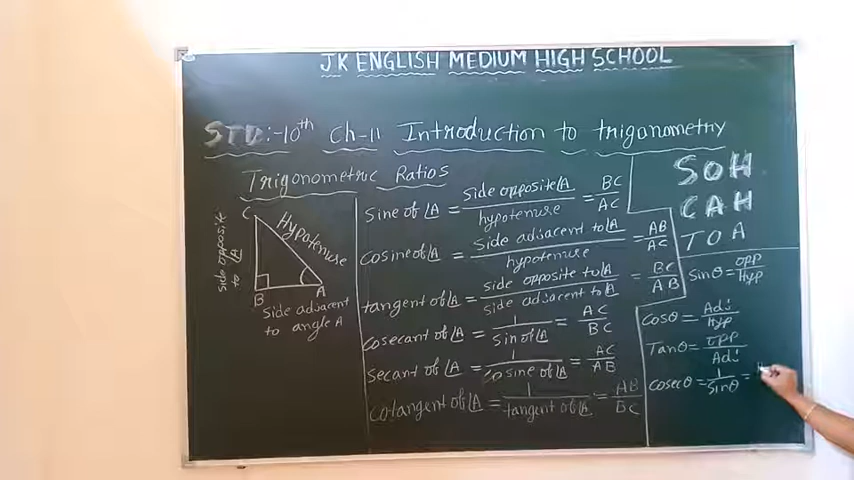 JK ENGLISH MEDIUM HIGH SCHOOL
STD:-10th Ch-11 Introduction to trigonometry
Trigonometric Ratios
C
Hypotenuse
side opposite
to ∠A
B
A
side adjacent
to angle A
Sine of ∠A = side opposite ∠A / hypotenuse = BC / AC
cosine of ∠A = side adjacent to ∠A / hypotenuse = AB / AC
tangent of ∠A = side opposite to ∠A / side adjacent to ∠A = BC / AB
cosecant of ∠A = 1 / sin of ∠A = AC / BC
secant of ∠A = 1 / cosine of ∠A = AC / AB
cotangent of ∠A = 1 / tangent of ∠A = AB / BC
SOH
CAH
TOA
Sinθ = opp / Hyp
Cosθ = Adj / Hyp
Tanθ = opp / Adj
Cosecθ = 1 / Sinθ =